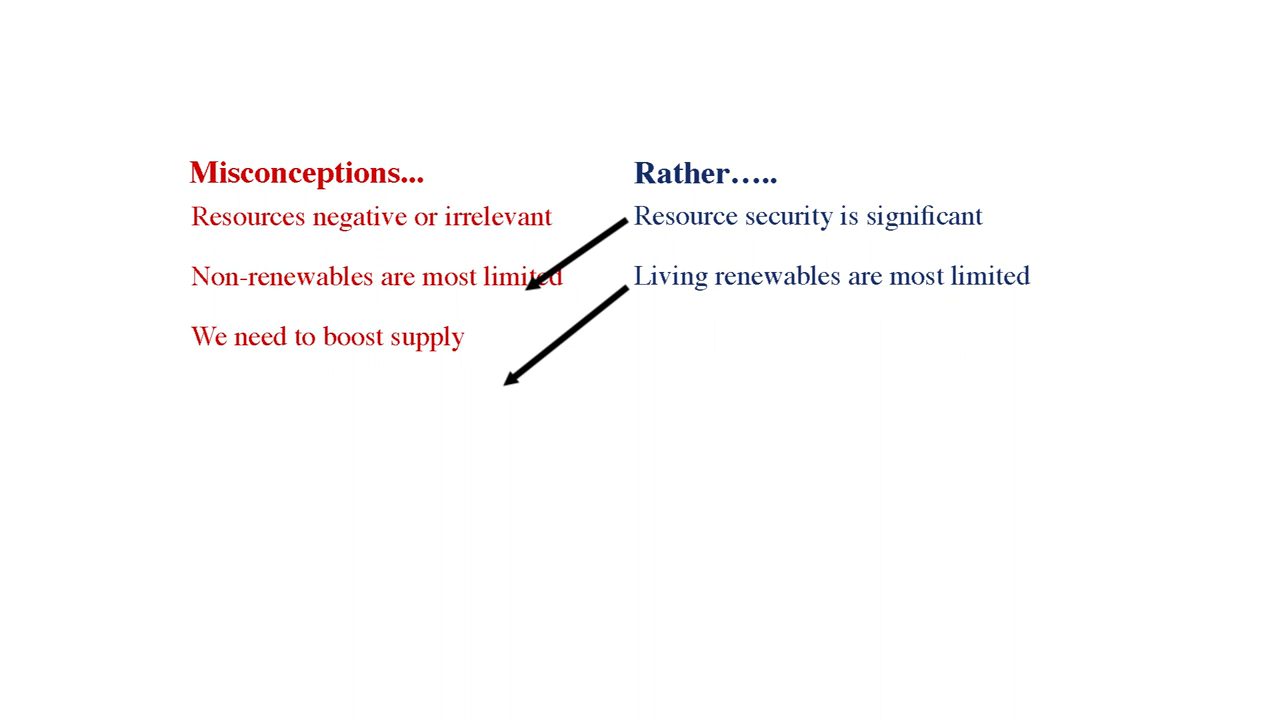 Misconceptions...
Rather…..
Resources negative or irrelevant
Resource security is significant
Non-renewables are most limited
Living renewables are most limited
We need to boost supply